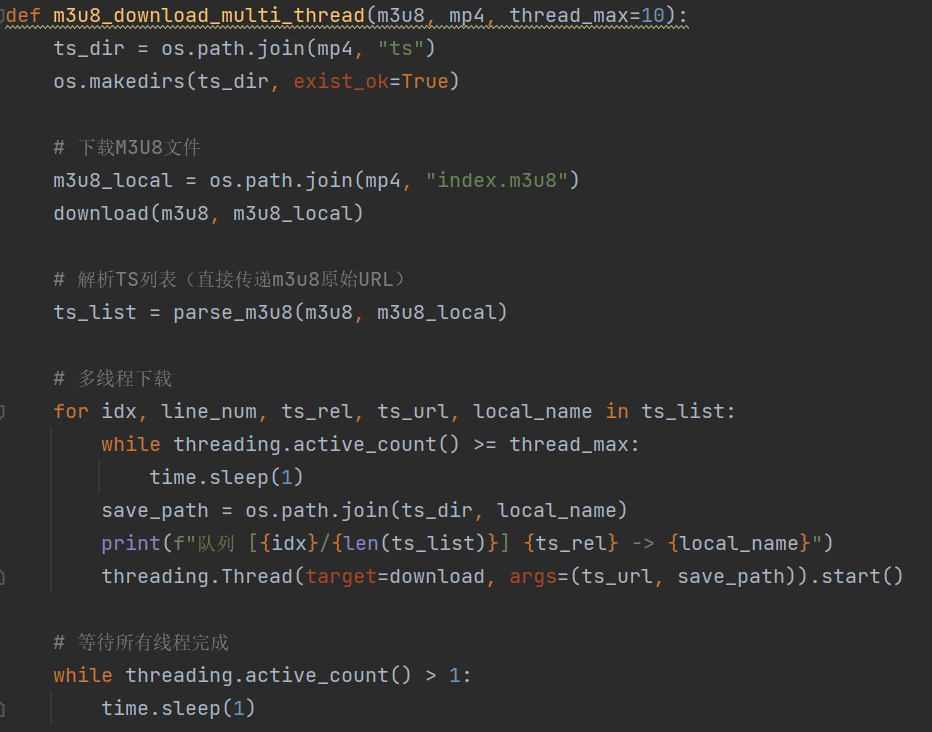 def m3u8_download_multi_thread(m3u8, mp4, thread_max=10):
    ts_dir = os.path.join(mp4, "ts")
    os.makedirs(ts_dir, exist_ok=True)
    # 下载M3U8文件
    m3u8_local = os.path.join(mp4, "index.m3u8")
    download(m3u8, m3u8_local)
    # 解析TS列表（直接传递m3u8原始URL）
    ts_list = parse_m3u8(m3u8, m3u8_local)
    # 多线程下载
    for idx, line_num, ts_rel, ts_url, local_name in ts_list:
        while threading.active_count() >= thread_max:
            time.sleep(1)
        save_path = os.path.join(ts_dir, local_name)
        print(f"队列 [{idx}/{len(ts_list)}] {ts_rel} -> {local_name}")
        threading.Thread(target=download, args=(ts_url, save_path)).start()
    # 等待所有线程完成
    while threading.active_count() > 1:
        time.sleep(1)